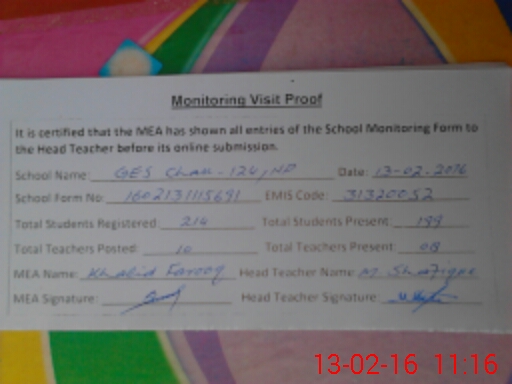 Monitoring Visit Proof
It is certified that the MEA has shown all entries of the School Monitoring Form to
the Head Teacher before its online submission.
School Name: GES Chak-124/NP Date: 13-02-2016
School Form No: 1602131115691 EMIS Code: 31320052
Total Students Registered: 214 Total Students Present: 199
Total Teachers Posted: 10 Total Teachers Present: 08
MEA Name: Khalid Farooq Head Teacher Name: M. Shafique
MEA Signature: Head Teacher Signature:
13-02-16 11:16